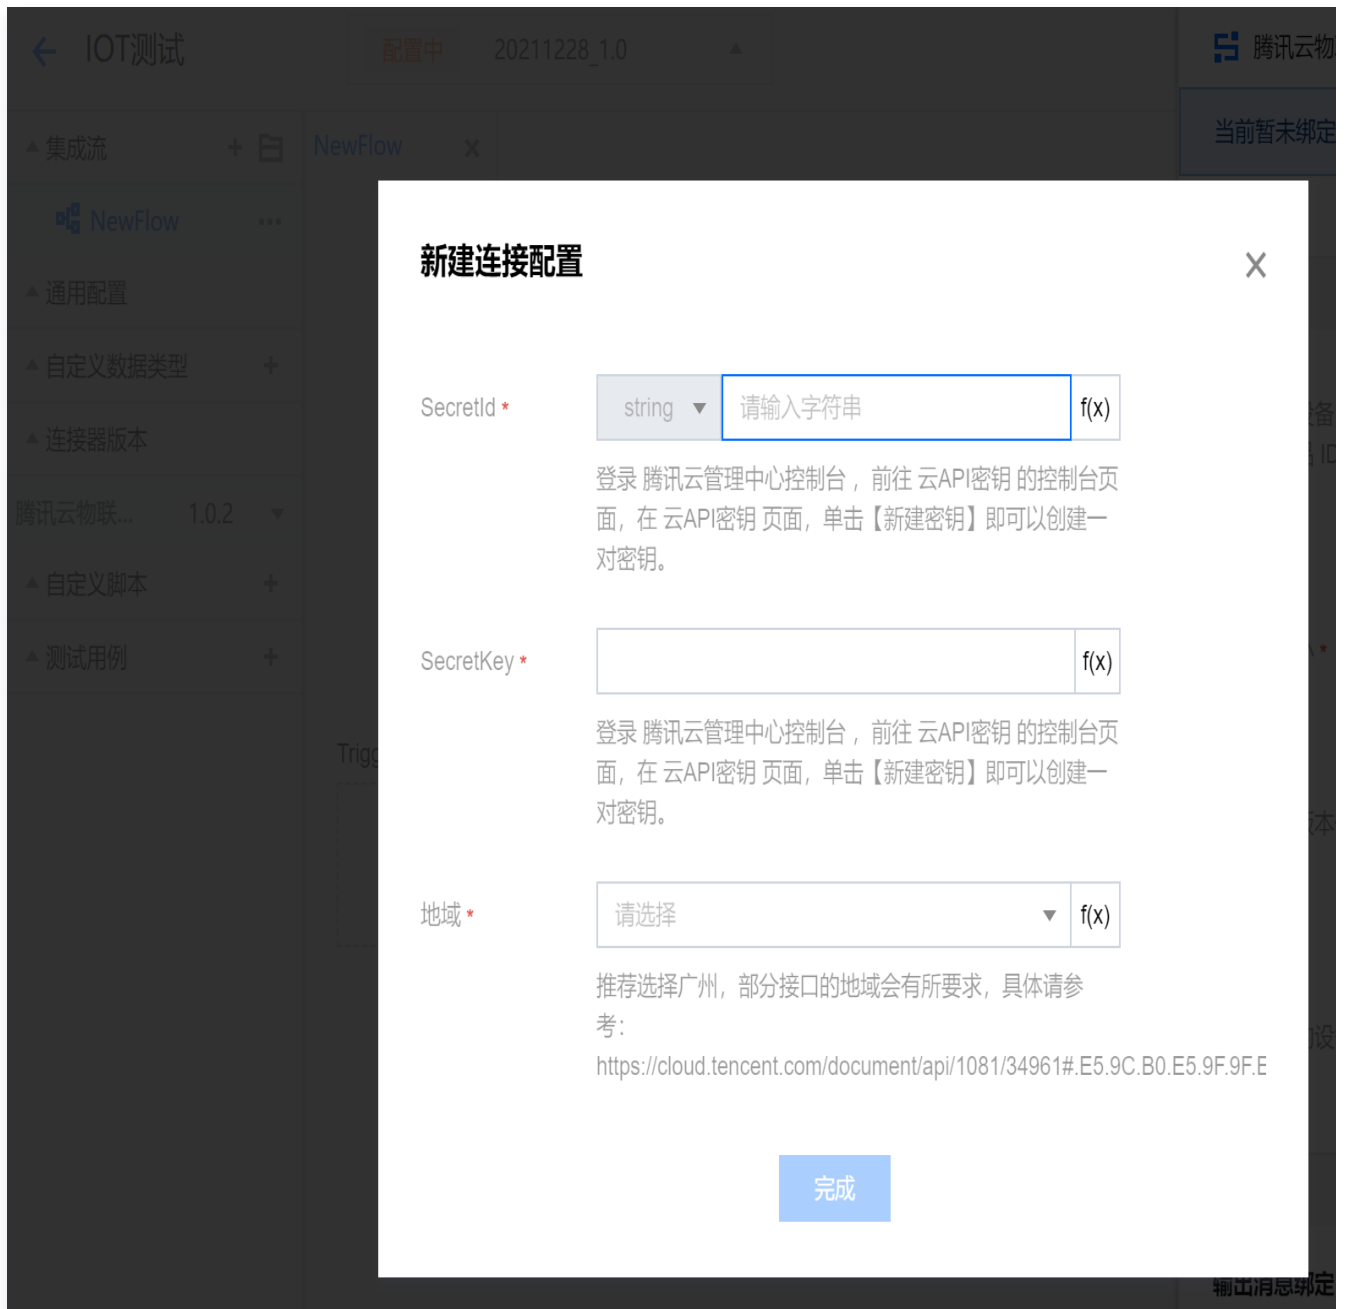 IOT测试
配置中
20211228_1.0
腾讯云物
集成流
NewFlow
当前暂未绑定
NewFlow
通用配置
自定义数据类型
连接器版本
腾讯云物联... 1.0.2
自定义脚本
测试用例
Trigg
新建连接配置
SecretId *
string
请输入字符串
f(x)
登录 腾讯云管理中心控制台 ，前往 云API密钥 的控制台页
面，在 云API密钥 页面，单击【新建密钥】即可以创建一
对密钥。
SecretKey *
f(x)
登录 腾讯云管理中心控制台 ，前往 云API密钥 的控制台页
面，在 云API密钥 页面，单击【新建密钥】即可以创建一
对密钥。
地域 *
请选择
f(x)
推荐选择广州，部分接口的地域会有所要求，具体请参
考：
https://cloud.tencent.com/document/api/1081/34961#.E5.9C.B0.E5.9F.9F.E
完成
输出消息绑定